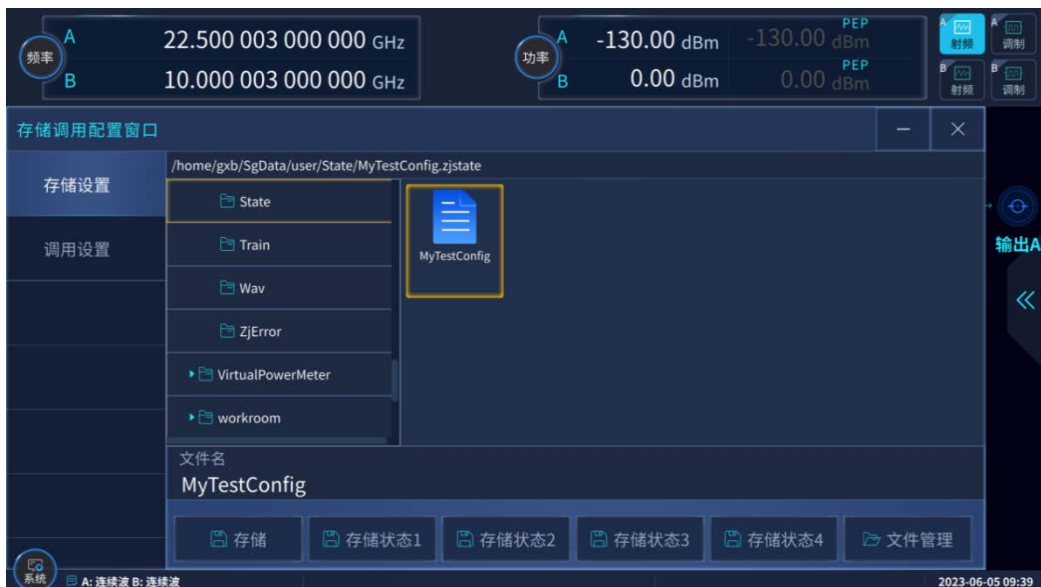 频率
A 22.500 003 000 000 GHz
B 10.000 003 000 000 GHz
功率
A -130.00 dBm PEP -130.00 dBm
B 0.00 dBm PEP 0.00 dBm
A 射频
A 调制
B 射频
B 调制
存储调用配置窗口
存储设置
调用设置
/home/gxb/SgData/user/State/MyTestConfig.zjstate
State
Train
Wav
ZjError
VirtualPowerMeter
workroom
MyTestConfig
输出A
文件名
MyTestConfig
存储 存储状态1 存储状态2 存储状态3 存储状态4 文件管理
系统 A: 连续波 B: 连续波 2023-06-05 09:39